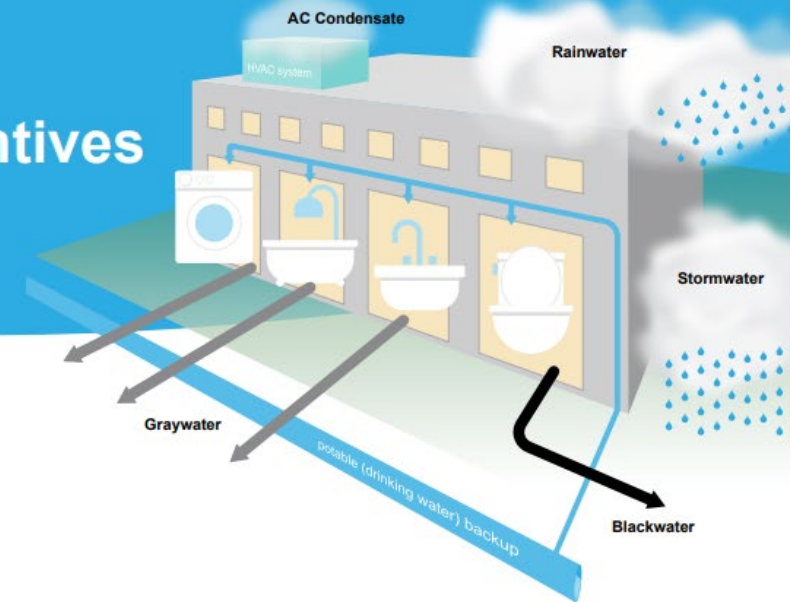 AC Condensate
Rainwater
HVAC system
ntives
Stormwater
Graywater
potable (drinking water) backup
Blackwater